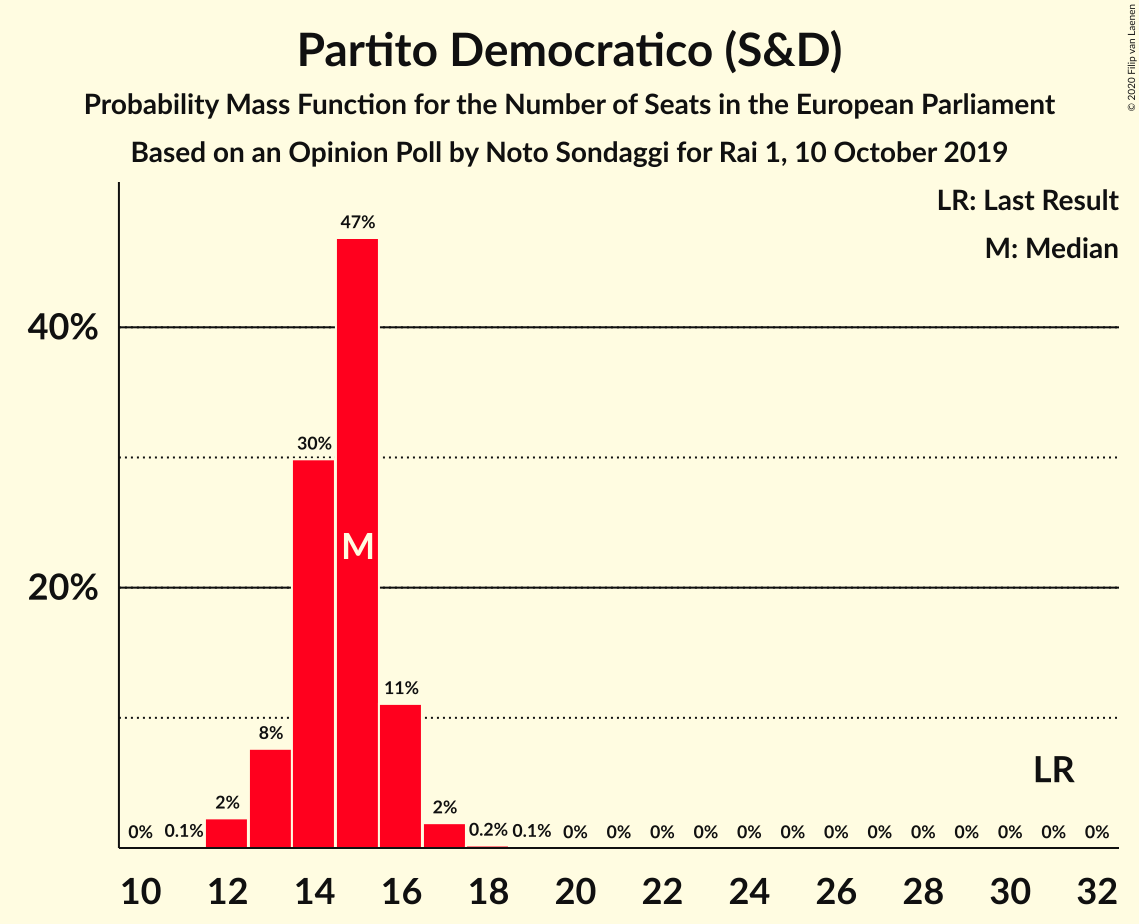 © 2020 Filip van Laenen
Partito Democratico (S&D)
Probability Mass Function for the Number of Seats in the European Parliament
Based on an Opinion Poll by Noto Sondaggi for Rai 1, 10 October 2019
LR: Last Result
M: Median
47%
40%
30%
M
20%
11%
8%
LR
2%
2%
0% 0.1% 0.2% 0.1% 0% 0% 0% 0% 0% 0% 0% 0% 0% 0% 0% 0% 0%
10 12 14 16 18 20 22 24 26 28 30 32